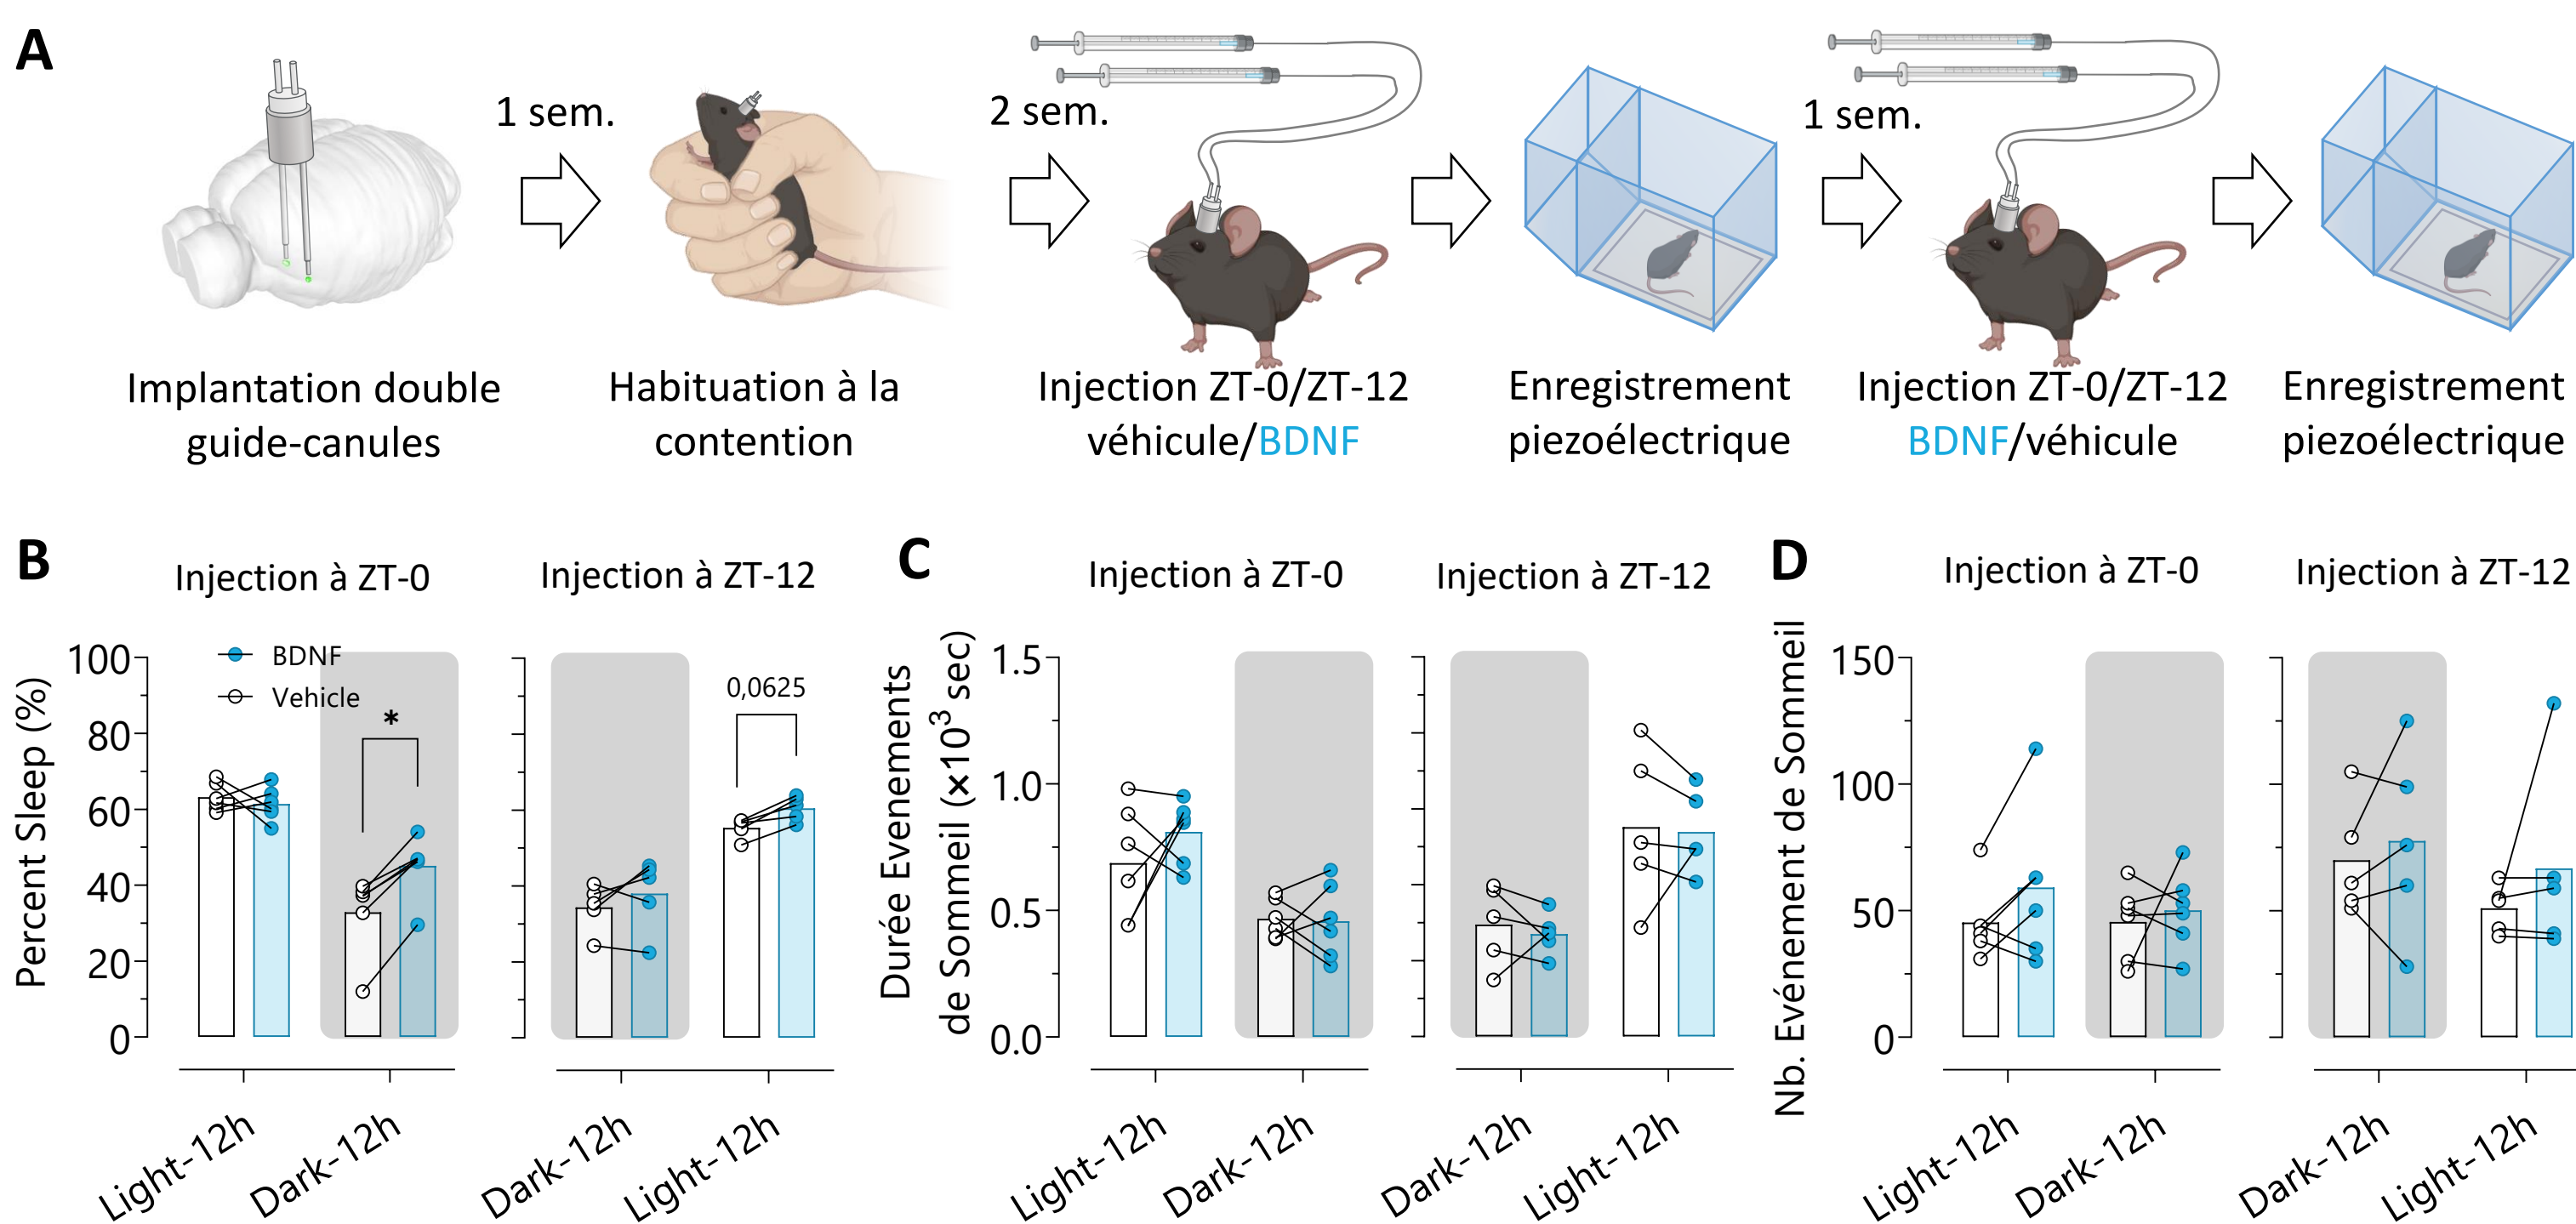 A
1 sem.
2 sem.
1 sem.
Implantation double
guide-canules
Habituation à la
contention
Injection ZT-0/ZT-12
véhicule/BDNF
Enregistrement
piezoélectrique
Injection ZT-0/ZT-12
BDNF/véhicule
Enregistrement
piezoélectrique
B
Injection à ZT-0
Injection à ZT-12
Percent Sleep (%)
100
80
60
40
20
0
BDNF
Vehicle
*
0,0625
Light-12h
Dark-12h
Dark-12h
Light-12h
C
Injection à ZT-0
Injection à ZT-12
Durée Evenements
de Sommeil (×10³ sec)
1.5
1.0
0.5
0.0
Light-12h
Dark-12h
Dark-12h
Light-12h
D
Injection à ZT-0
Injection à ZT-12
Nb. Evénement de Sommeil
150
100
50
0
Light-12h
Dark-12h
Dark-12h
Light-12h